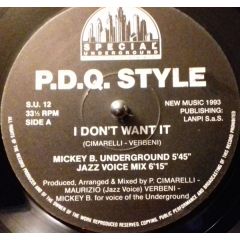 SPECIAL
UNDERGROUND
P.D.Q. STYLE
S.U. 12
33½ RPM
SIDE A
NEW MUSIC 1993
PUBLISHING:
LANPI S.a.S.
I DON'T WANT IT
(CIMARELLI - VERBENI)
MICKEY B. UNDERGROUND 5'45"
JAZZ VOICE MIX 6'15"
Produced, Arranged & Mixed by P. CIMARELLI -
MAURIZIO (Jazz Voice) VERBENI -
MICKEY B. for voice of the Underground